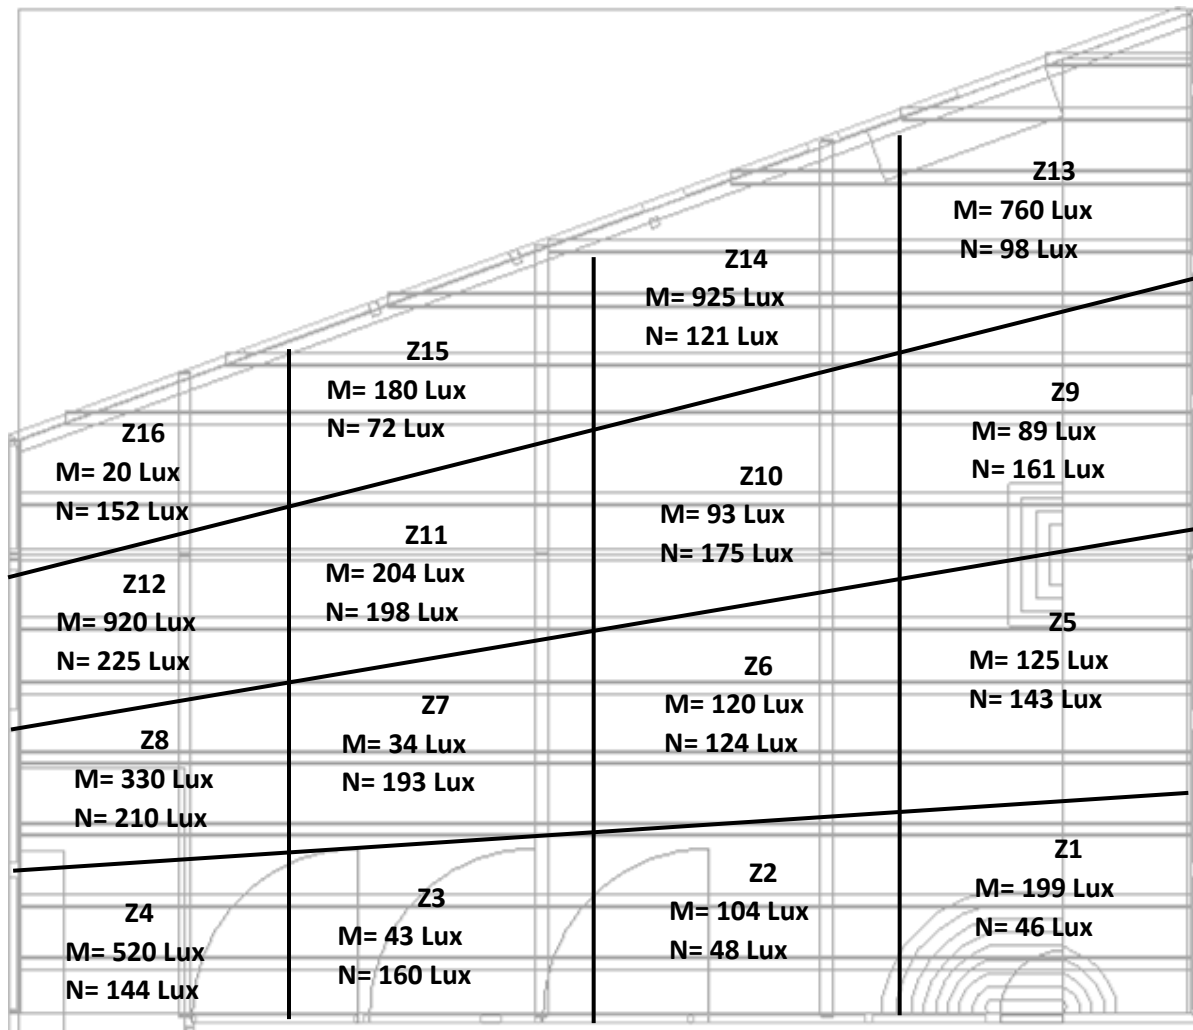 Z13
M= 760 Lux
N= 98 Lux
Z14
M= 925 Lux
N= 121 Lux
Z15
M= 180 Lux
N= 72 Lux
Z16
M= 20 Lux
N= 152 Lux
Z9
M= 89 Lux
N= 161 Lux
Z10
M= 93 Lux
N= 175 Lux
Z11
M= 204 Lux
N= 198 Lux
Z12
M= 920 Lux
N= 225 Lux
Z5
M= 125 Lux
N= 143 Lux
Z6
M= 120 Lux
N= 124 Lux
Z7
M= 34 Lux
N= 193 Lux
Z8
M= 330 Lux
N= 210 Lux
Z1
M= 199 Lux
N= 46 Lux
Z2
M= 104 Lux
N= 48 Lux
Z3
M= 43 Lux
N= 160 Lux
Z4
M= 520 Lux
N= 144 Lux